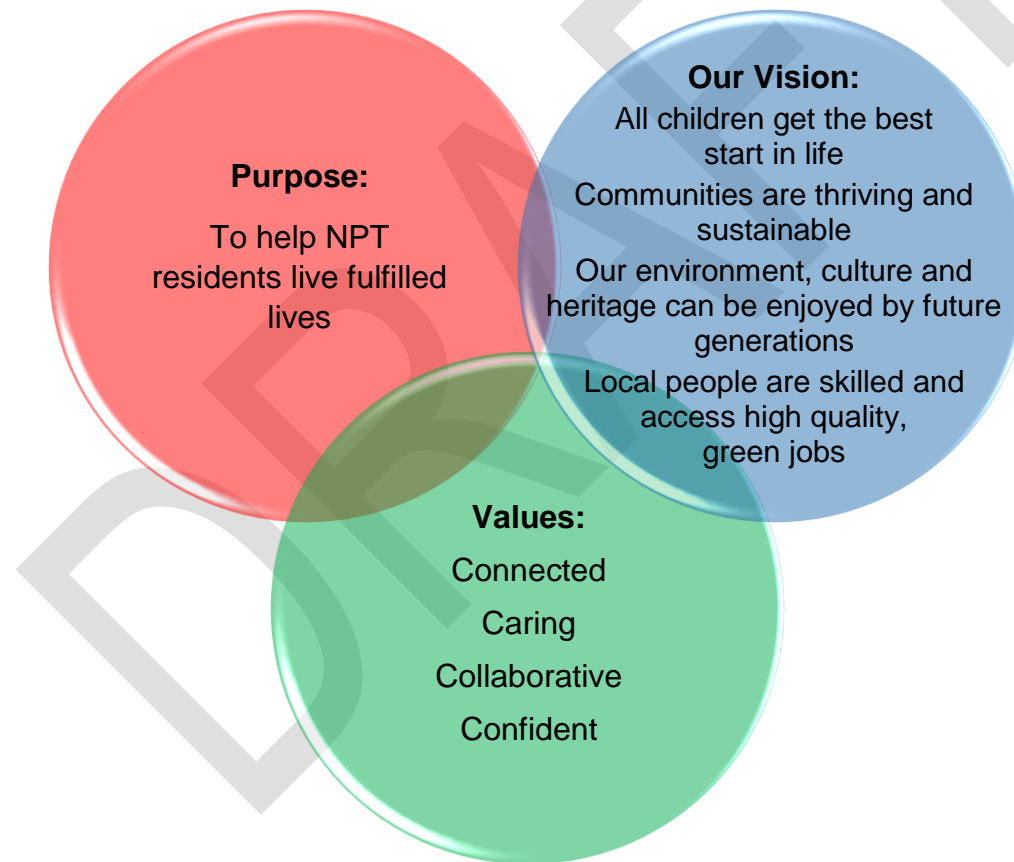 Purpose:
To help NPT
residents live fulfilled
lives
Our Vision:
All children get the best
start in life
Communities are thriving and
sustainable
Our environment, culture and
heritage can be enjoyed by future
generations
Local people are skilled and
access high quality,
green jobs
Values:
Connected
Caring
Collaborative
Confident
DRAFT